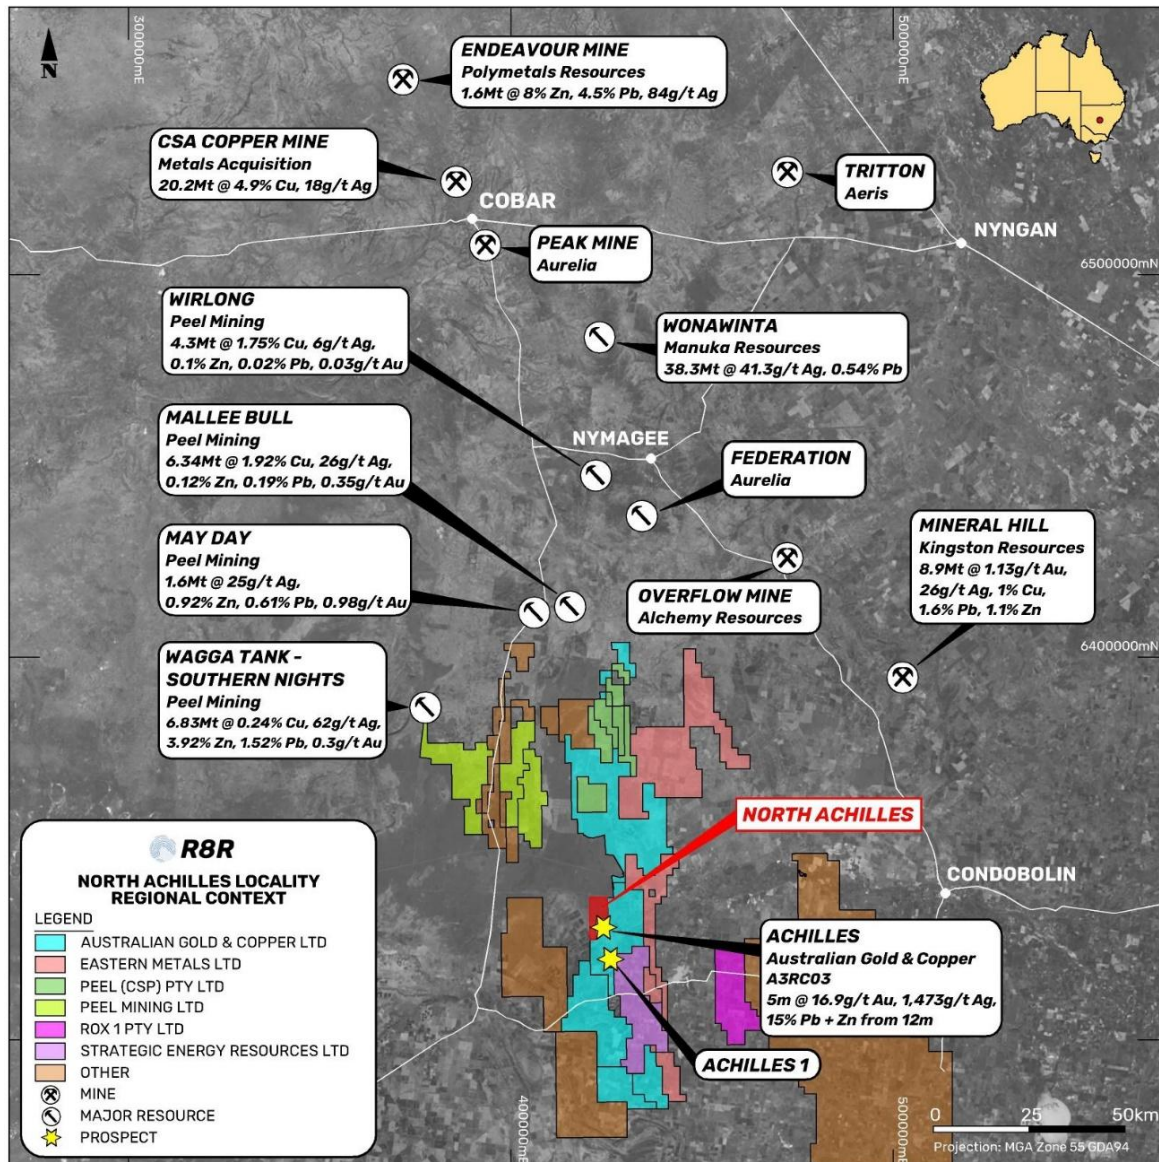 300000mE
500000mE
N
ENDEAVOUR MINE
Polymetals Resources
1.6Mt @ 8% Zn, 4.5% Pb, 84g/t Ag
CSA COPPER MINE
Metals Acquisition
20.2Mt @ 4.9% Cu, 18g/t Ag
TRITTON
Aeris
COBAR
NYNGAN
PEAK MINE
Aurelia
6500000mN
WIRLONG
Peel Mining
4.3Mt @ 1.75% Cu, 6g/t Ag,
0.1% Zn, 0.02% Pb, 0.03g/t Au
WONAWINTA
Manuka Resources
38.3Mt @ 41.3g/t Ag, 0.54% Pb
MALLEE BULL
Peel Mining
6.34Mt @ 1.92% Cu, 26g/t Ag,
0.12% Zn, 0.19% Pb, 0.35g/t Au
NYMAGEE
FEDERATION
Aurelia
MAY DAY
Peel Mining
1.6Mt @ 25g/t Ag,
0.92% Zn, 0.61% Pb, 0.98g/t Au
MINERAL HILL
Kingston Resources
8.9Mt @ 1.13g/t Au,
26g/t Ag, 1% Cu,
1.6% Pb, 1.1% Zn
OVERFLOW MINE
Alchemy Resources
WAGGA TANK -
SOUTHERN NIGHTS
Peel Mining
6.83Mt @ 0.24% Cu, 62g/t Ag,
3.92% Zn, 1.52% Pb, 0.3g/t Au
6400000mN
NORTH ACHILLES
CONDOBOLIN
ACHILLES
Australian Gold & Copper
A3RC03
5m @ 16.9g/t Au, 1,473g/t Ag,
15% Pb + Zn from 12m
ACHILLES 1
R8R
NORTH ACHILLES LOCALITY
REGIONAL CONTEXT
LEGEND
AUSTRALIAN GOLD & COPPER LTD
EASTERN METALS LTD
PEEL (CSP) PTY LTD
PEEL MINING LTD
ROX 1 PTY LTD
STRATEGIC ENERGY RESOURCES LTD
OTHER
MINE
MAJOR RESOURCE
PROSPECT
400000mE
500000mE
0 25 50km
Projection: MGA Zone 55 GDA94